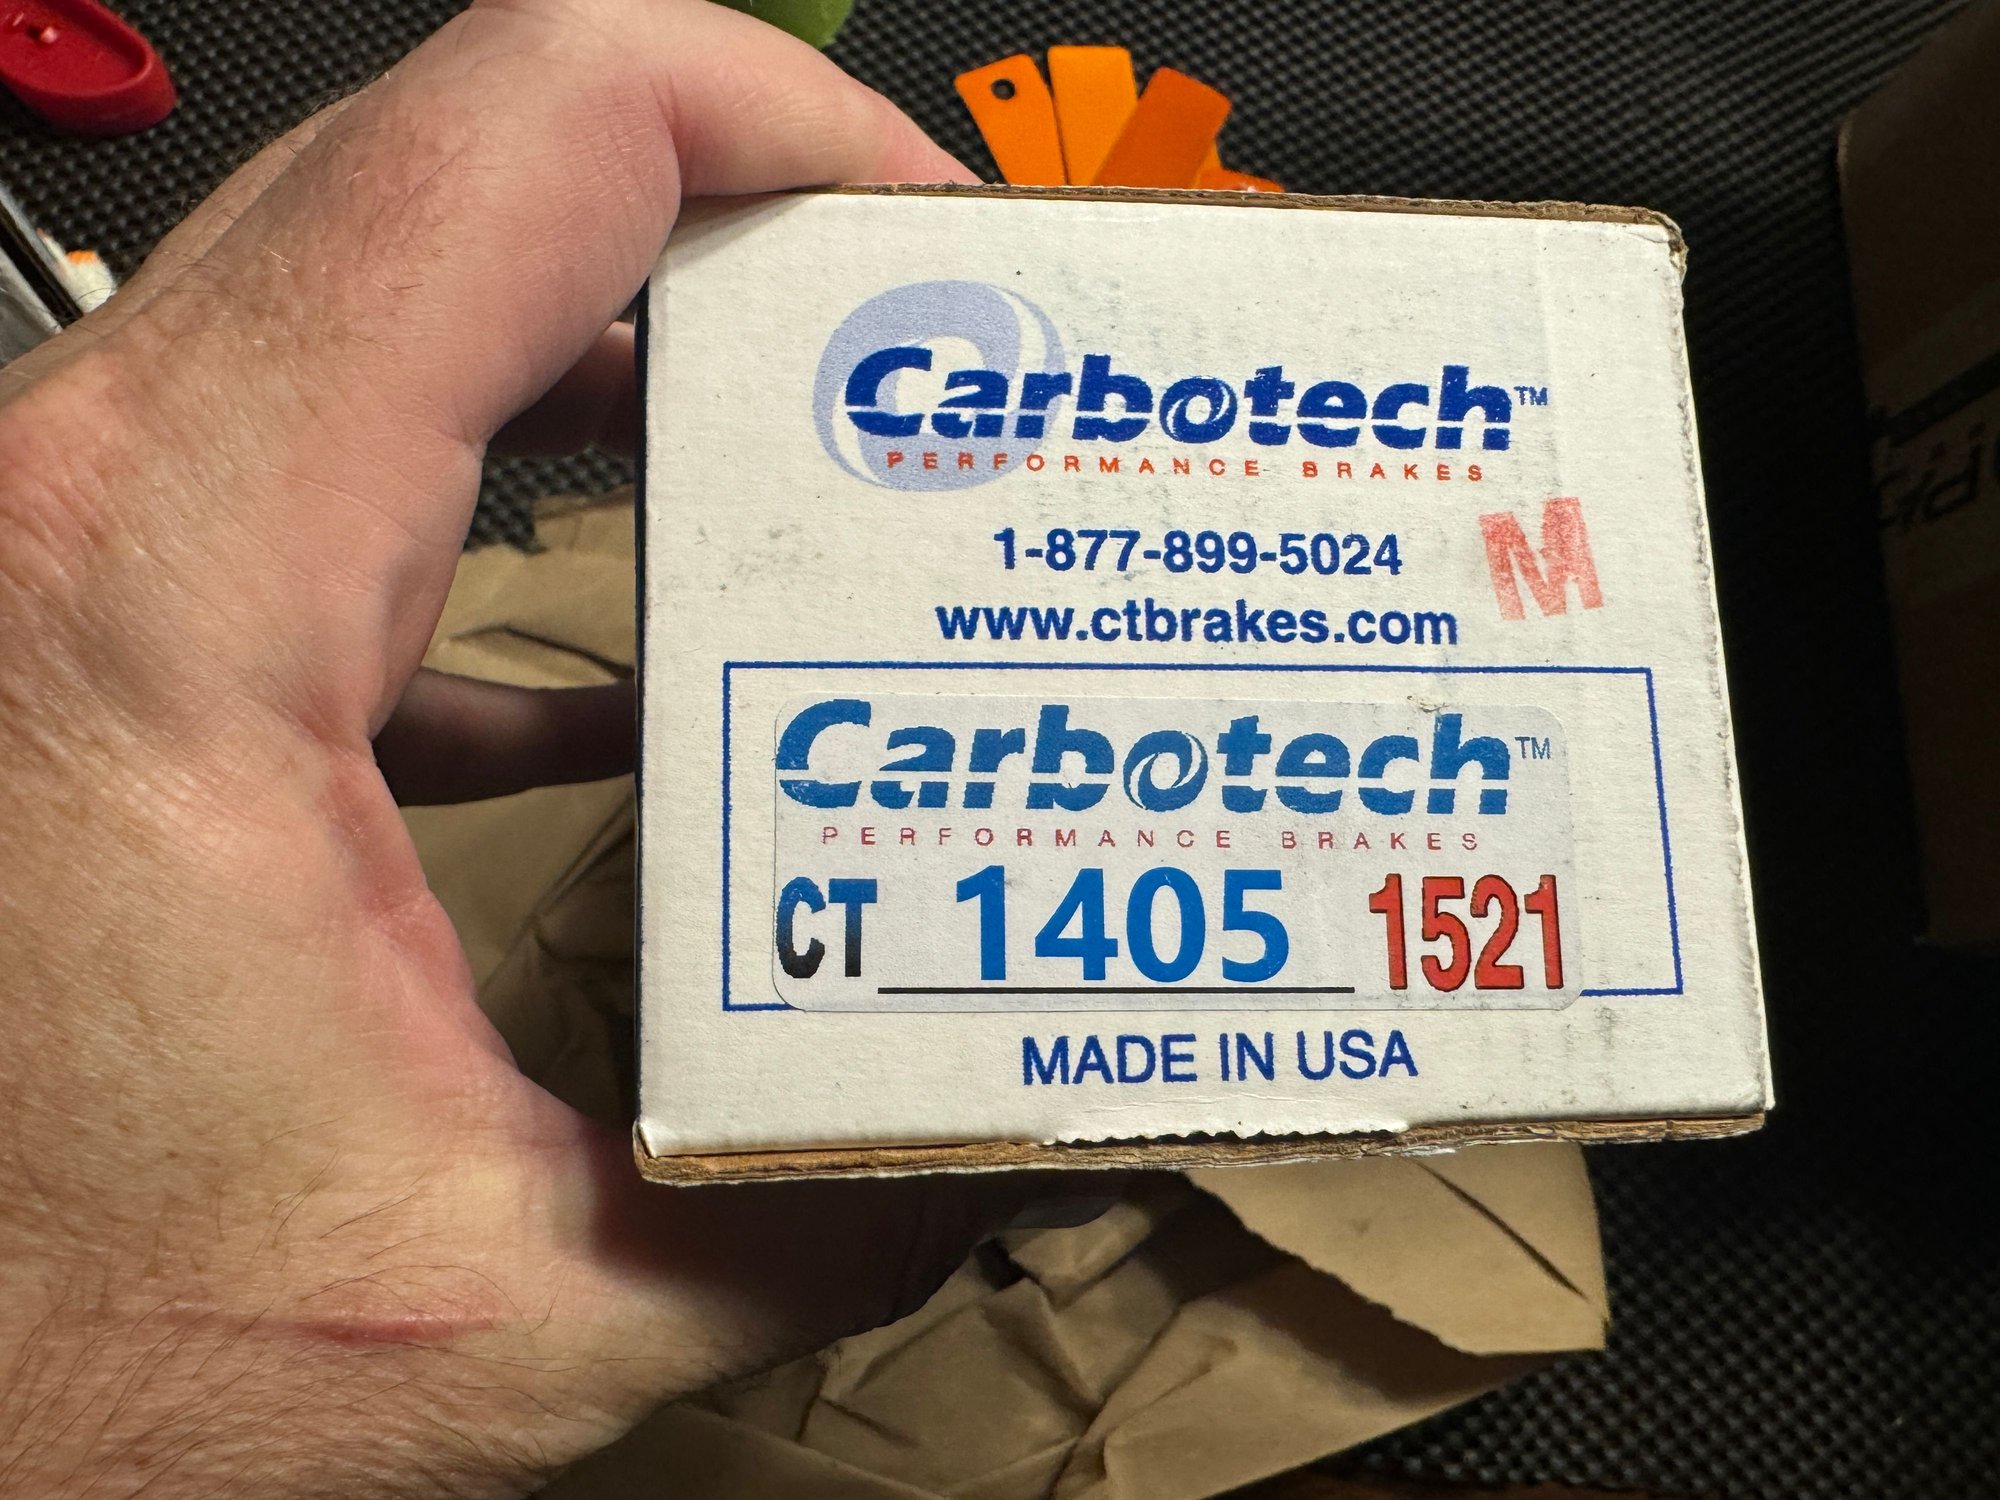 Carbotech™
PERFORMANCE BRAKES
1-877-899-5024
M
www.ctbrakes.com
Carbotech™
PERFORMANCE BRAKES
CT 1405 1521
MADE IN USA